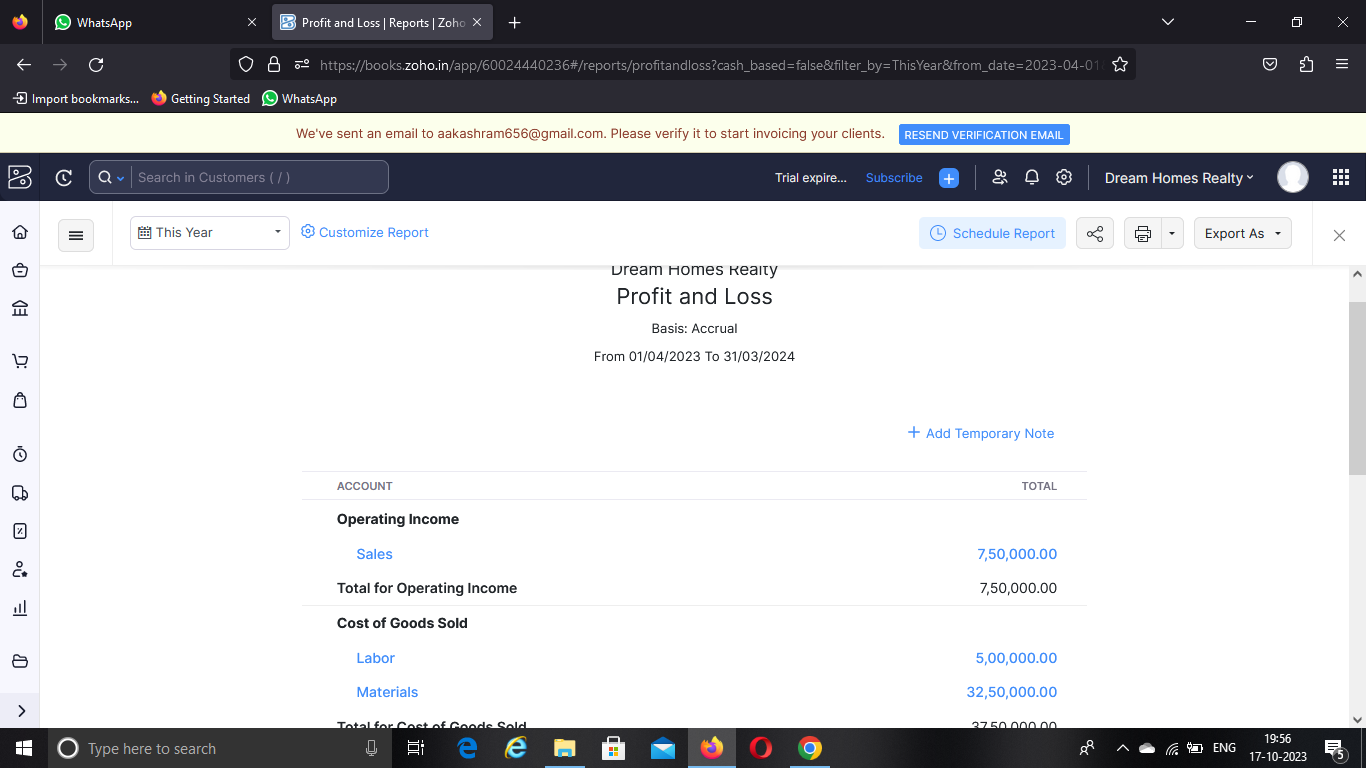 WhatsApp
Profit and Loss | Reports | Zoho
https://books.zoho.in/app/60024440236#/reports/profitandloss?cash_based=false&filter_by=ThisYear&from_date=2023-04-01
Import bookmarks... Getting Started WhatsApp
We've sent an email to aakashram656@gmail.com. Please verify it to start invoicing your clients. RESEND VERIFICATION EMAIL
Search in Customers ( / ) Trial expire... Subscribe Dream Homes Realty
This Year Customize Report Schedule Report Export As
Dream Homes Realty
Profit and Loss
Basis: Accrual
From 01/04/2023 To 31/03/2024
+ Add Temporary Note
ACCOUNT TOTAL
Operating Income
Sales 7,50,000.00
Total for Operating Income 7,50,000.00
Cost of Goods Sold
Labor 5,00,000.00
Materials 32,50,000.00
Total for Cost of Goods Sold 37,50,000.00
Type here to search ENG 19:56
17-10-2023 5